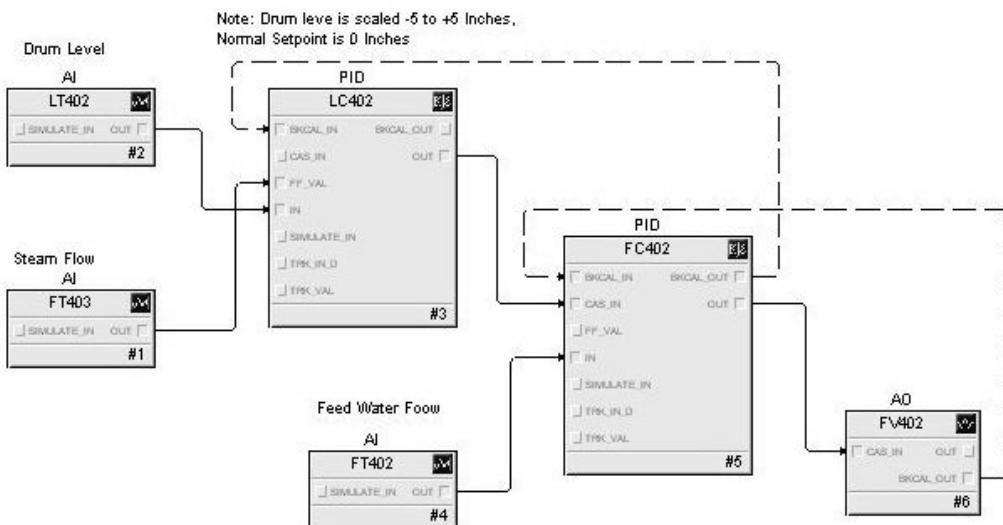 Note: Drum leve is scaled -5 to +5 Inches,
Normal Setpoint is 0 Inches
Drum Level
AI
LT402
SIMULATE_IN OUT
#2
PID
LC402
BKCAL_IN BKCAL_OUT
CAS_IN OUT
FF_VAL
IN
SIMULATE_IN
TRK_IN_D
TRK_VAL
#3
Steam Flow
AI
FT403
SIMULATE_IN OUT
#1
PID
FC402
BKCAL_IN BKCAL_OUT
CAS_IN OUT
FF_VAL
IN
SIMULATE_IN
TRK_IN_D
TRK_VAL
#5
Feed Water Foow
AI
FT402
SIMULATE_IN OUT
#4
AO
FV402
CAS_IN OUT
BKCAL_OUT
#6